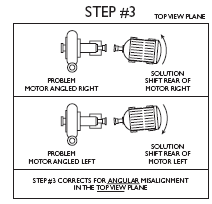 STEP #3
TOP VIEW PLANE
PROBLEM
MOTOR ANGLED RIGHT
SOLUTION
SHIFT REAR OF
MOTOR RIGHT
PROBLEM
MOTOR ANGLED LEFT
SOLUTION
SHIFT REAR OF
MOTOR LEFT
STEP #3 CORRECTS FOR ANGULAR MISALIGNMENT
IN THE TOP VIEW PLANE